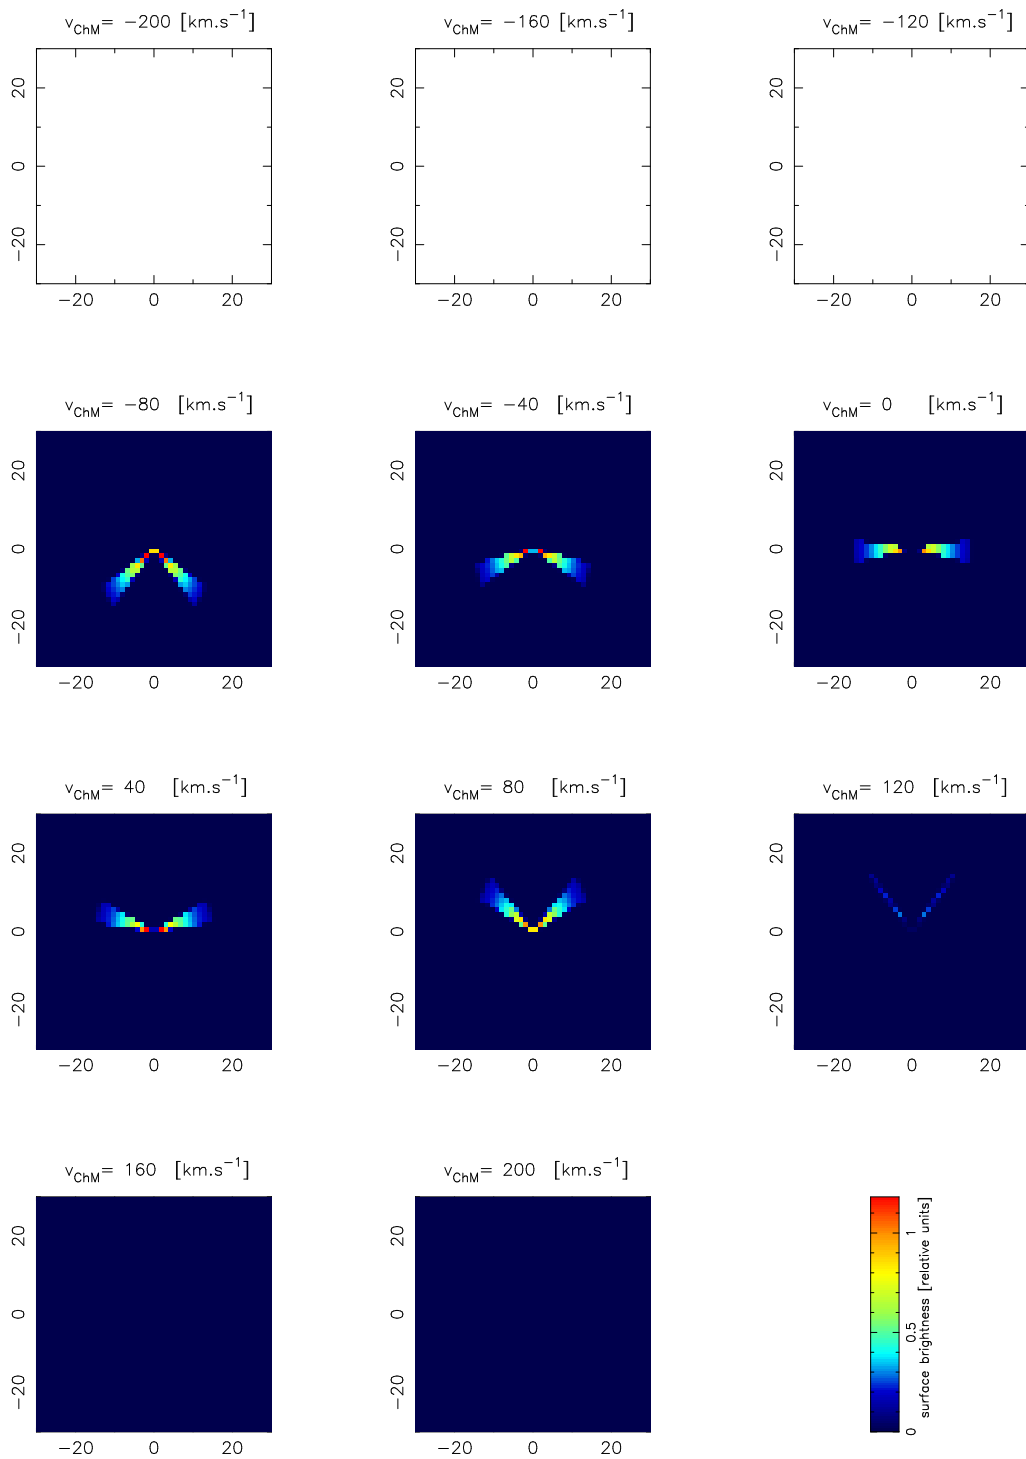 v_ChM= −200 [km.s⁻¹] v_ChM= −160 [km.s⁻¹] v_ChM= −120 [km.s⁻¹]
20 20 20
0 0 0
−20 −20 −20
−20 0 20 −20 0 20 −20 0 20
v_ChM= −80 [km.s⁻¹] v_ChM= −40 [km.s⁻¹] v_ChM= 0 [km.s⁻¹]
20 20 20
0 0 0
−20 −20 −20
−20 0 20 −20 0 20 −20 0 20
v_ChM= 40 [km.s⁻¹] v_ChM= 80 [km.s⁻¹] v_ChM= 120 [km.s⁻¹]
20 20 20
0 0 0
−20 −20 −20
−20 0 20 −20 0 20 −20 0 20
v_ChM= 160 [km.s⁻¹] v_ChM= 200 [km.s⁻¹]
20 20
0 0
−20 −20
−20 0 20 −20 0 20
0 0.5 1
surface brightness [relative units]